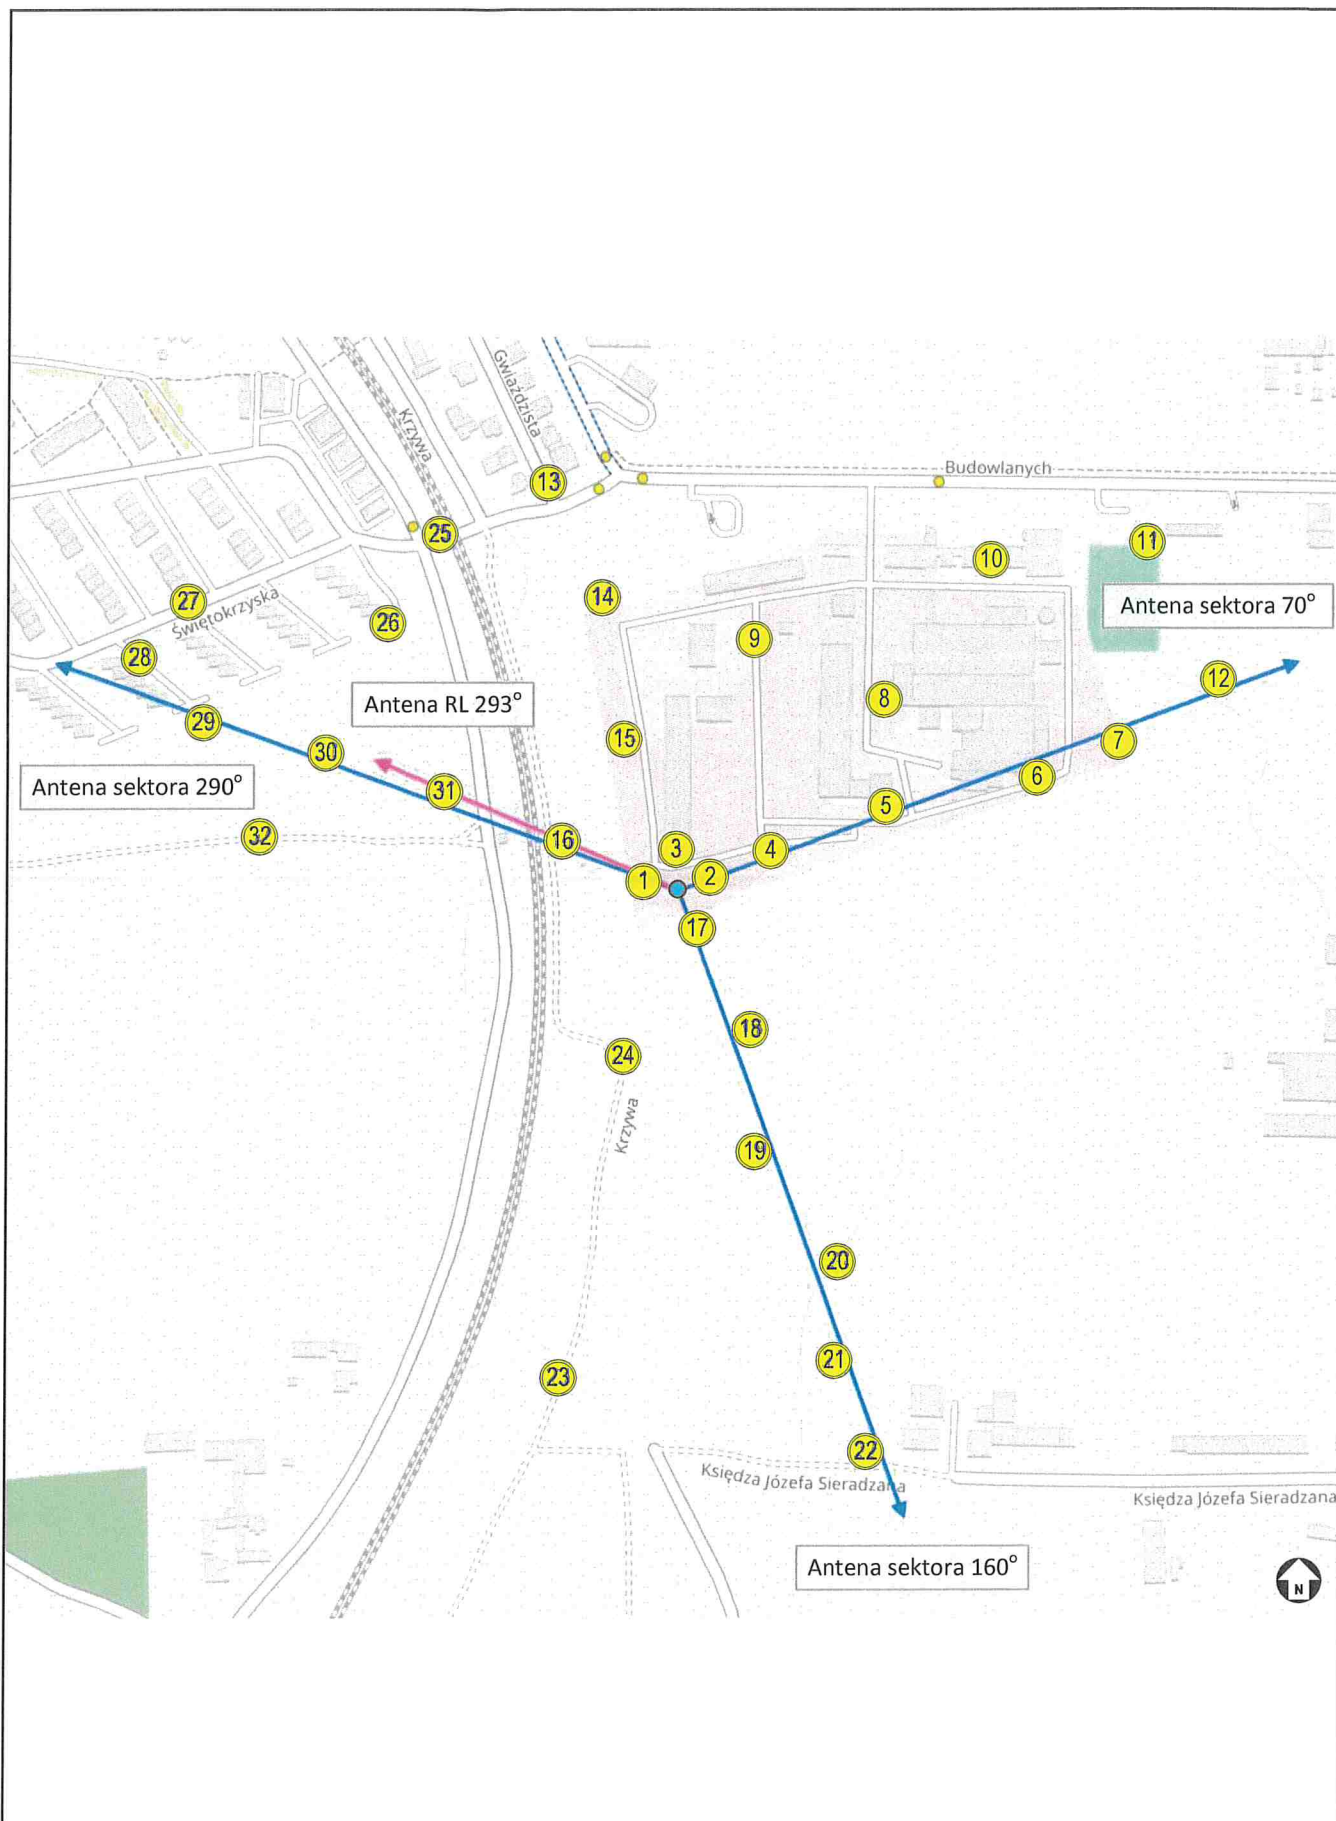 Gwiaździsta
Krzywa
Budowlanych
13
25
11
10
14
Antena sektora 70°
27
Świętokrzyska
26
9
28
12
8
Antena RL 293°
29
15
7
30
6
Antena sektora 290°
31
5
32
16
3
4
1
2
17
18
24
Krzywa
19
20
21
23
22
Księdza Józefa Sieradzana
Księdza Józefa Sieradzana
Antena sektora 160°
N